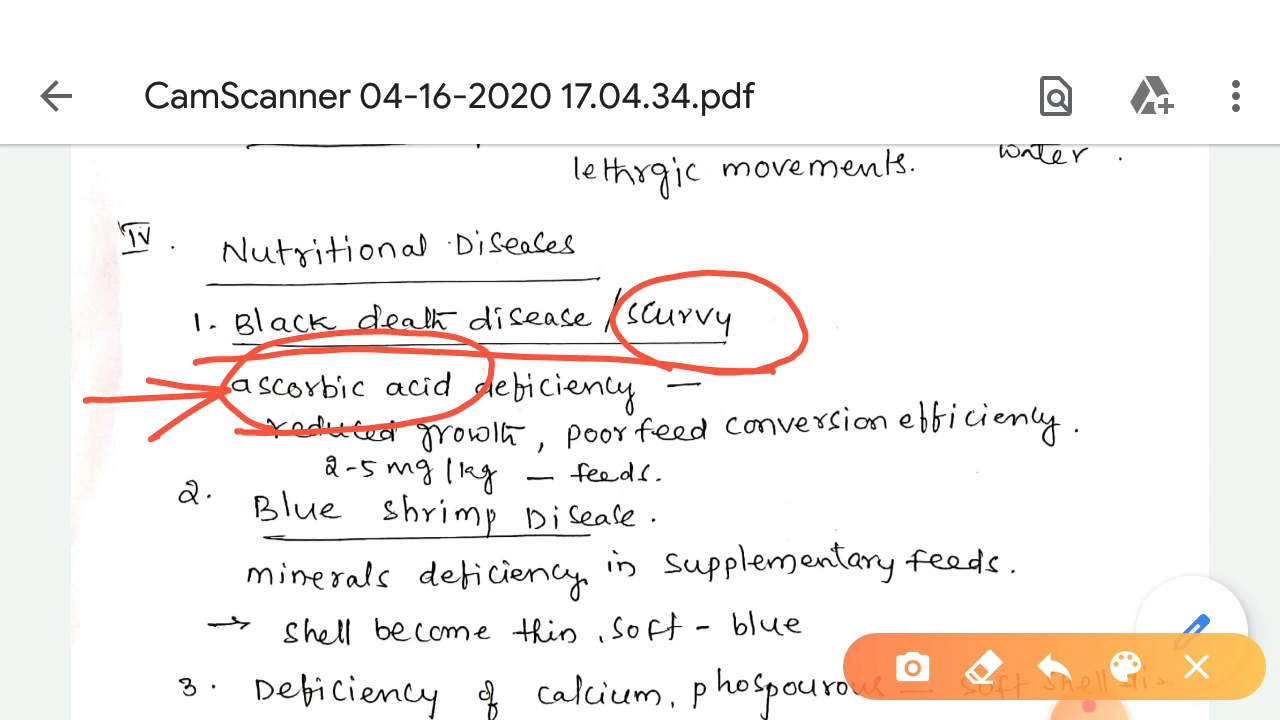 CamScanner 04-16-2020 17.04.34.pdf
water.
lethrgic movements.
IV. Nutritional Diseases
1. Black death disease / scurvy
ascorbic acid deficiency —
reduced growth, poor feed conversion efficiency.
2-5 mg/kg — feeds.
2. Blue Shrimp Disease.
minerals deficiency in supplementary feeds.
→ Shell become thin, soft - blue
3. Deficiency of calcium, phospourous — soft shell